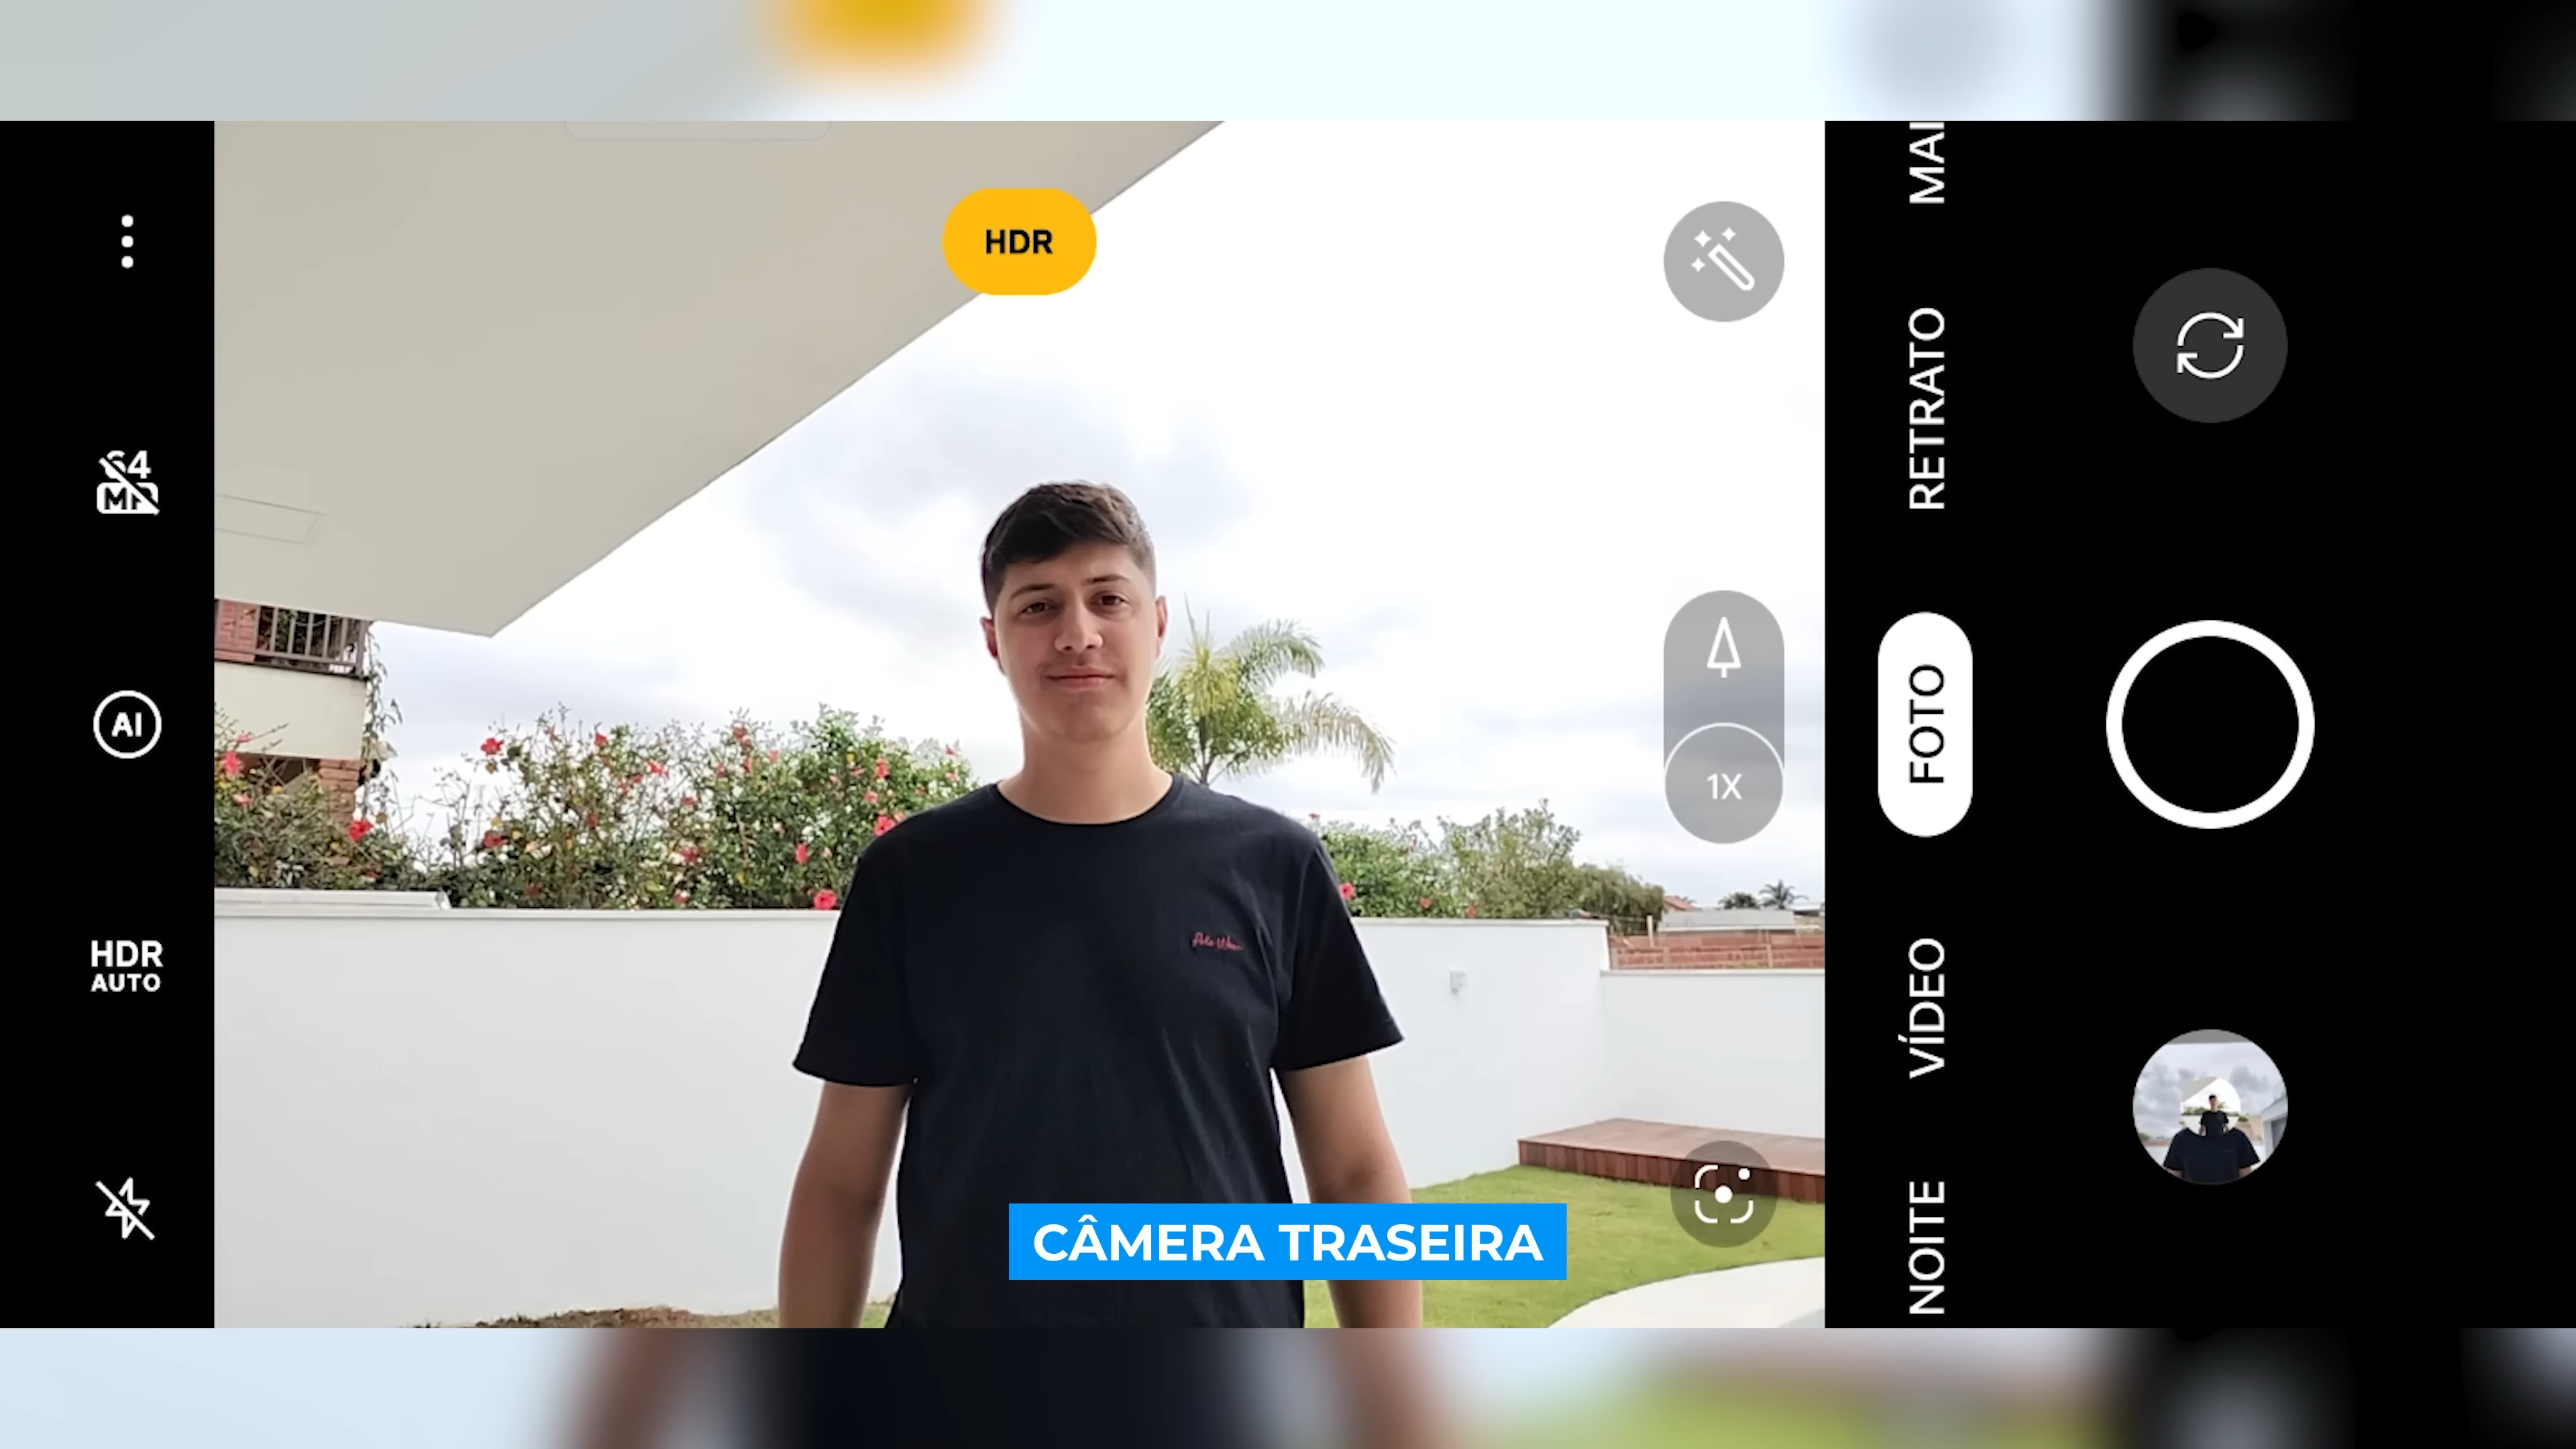 HDR
64
MP
AI
HDR
AUTO
1X
MAI
RETRATO
FOTO
VÍDEO
NOITE
CÂMERA TRASEIRA